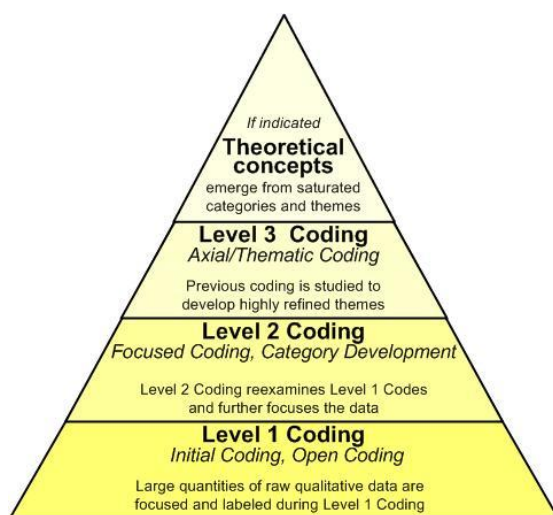 If indicated
Theoretical
concepts
emerge from saturated
categories and themes
Level 3 Coding
Axial/Thematic Coding
Previous coding is studied to
develop highly refined themes
Level 2 Coding
Focused Coding, Category Development
Level 2 Coding reexamines Level 1 Codes
and further focuses the data
Level 1 Coding
Initial Coding, Open Coding
Large quantities of raw qualitative data are
focused and labeled during Level 1 Coding